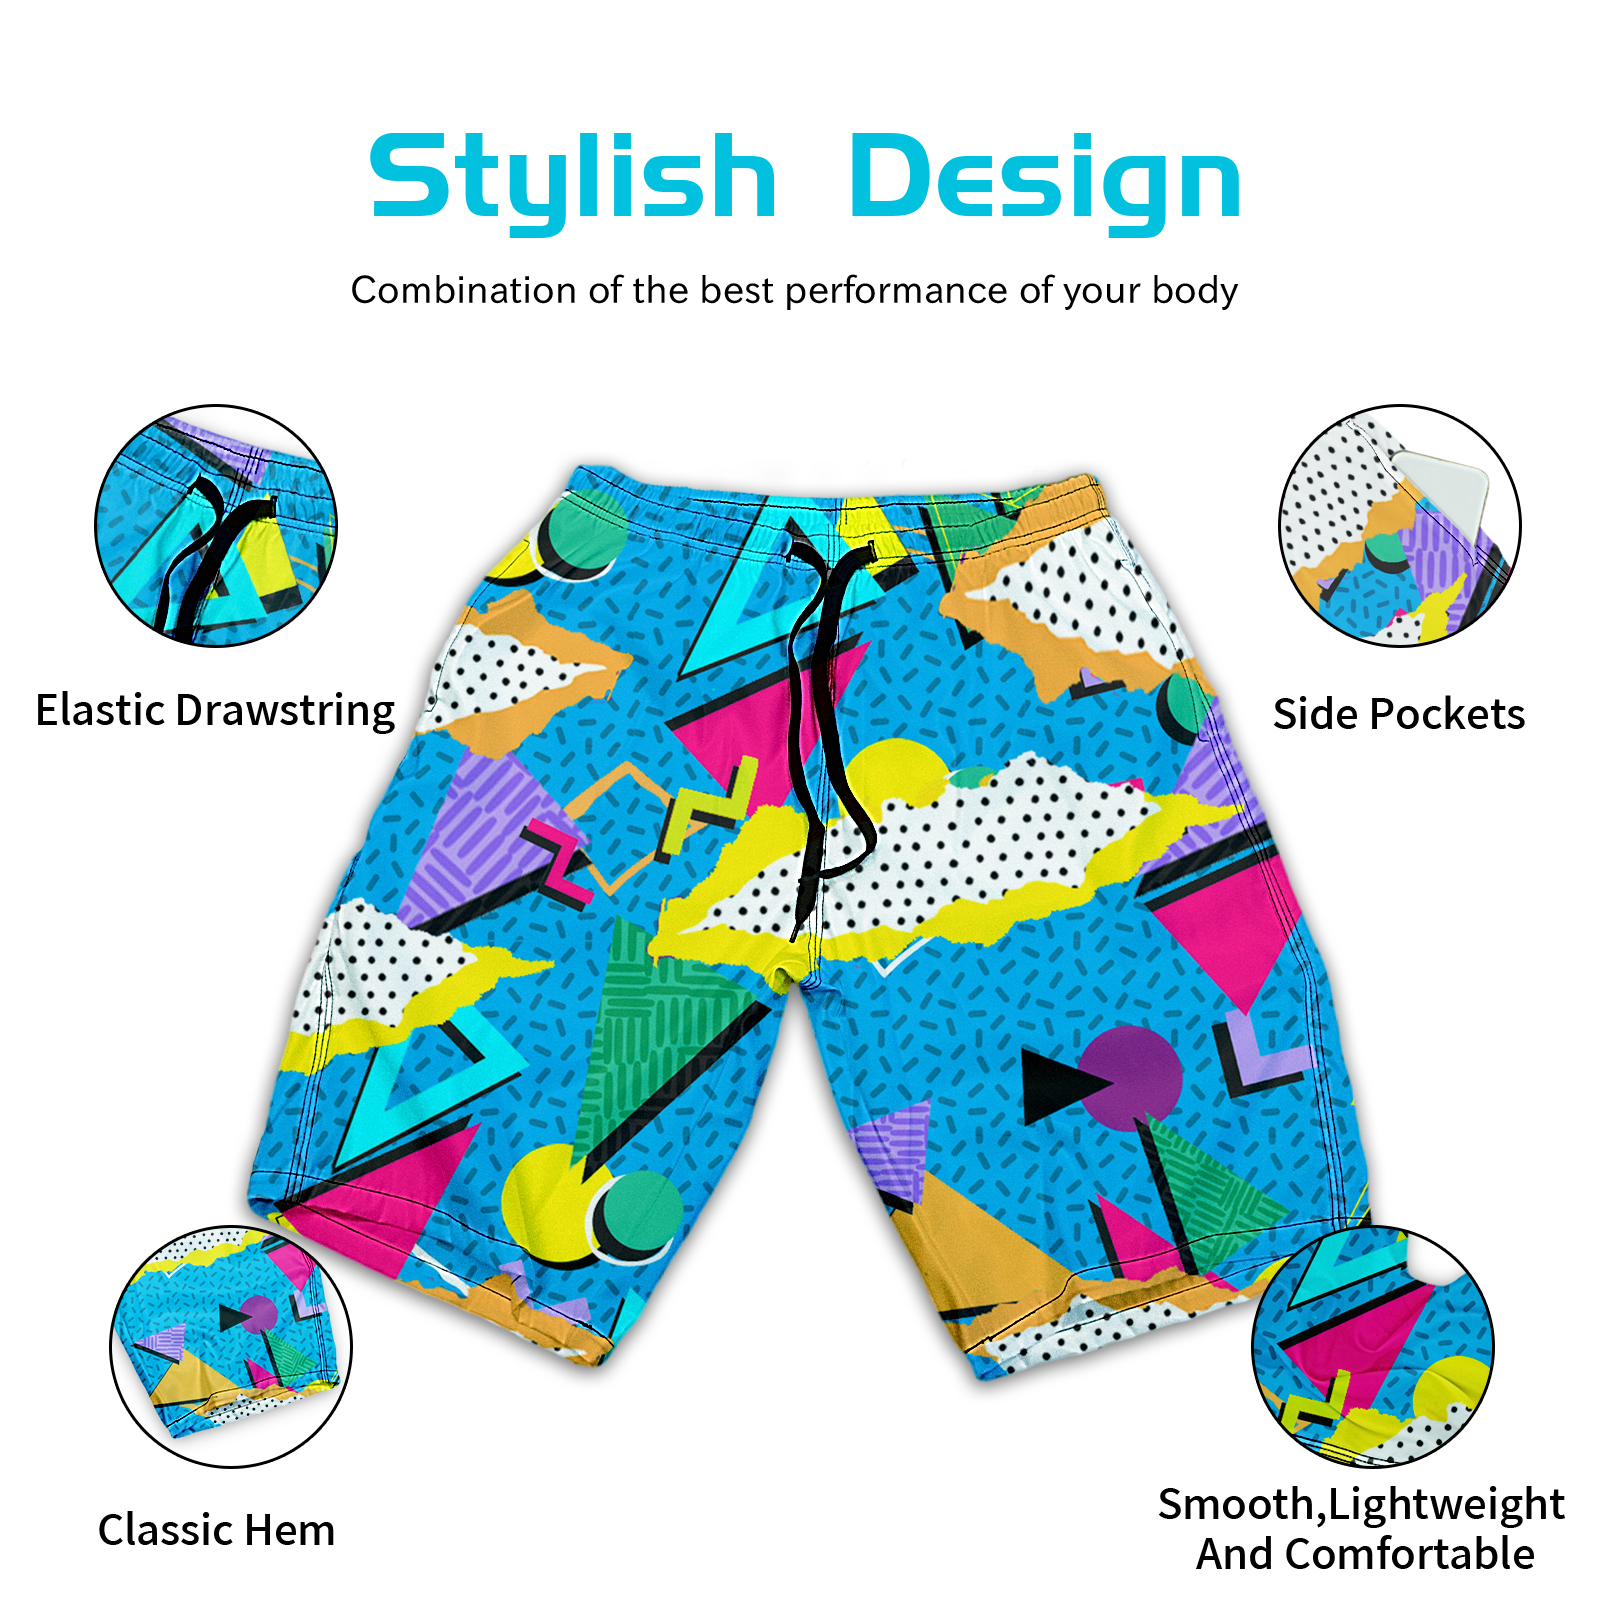 Stylish Design
Combination of the best performance of your body
Elastic Drawstring
Side Pockets
Classic Hem
Smooth,Lightweight
And Comfortable